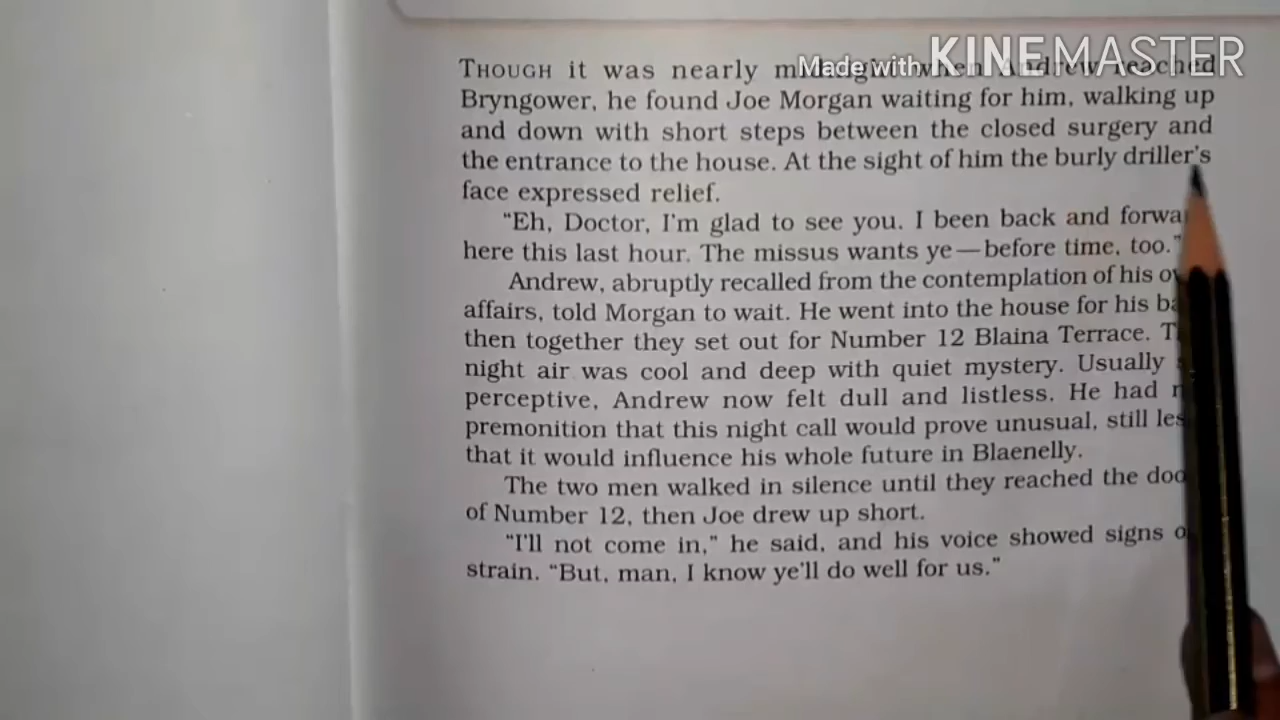 Made with KINEMASTER
THOUGH it was nearly midnight when Andrew reached
Bryngower, he found Joe Morgan waiting for him, walking up
and down with short steps between the closed surgery and
the entrance to the house. At the sight of him the burly driller's
face expressed relief.
"Eh, Doctor, I'm glad to see you. I been back and forwa
here this last hour. The missus wants ye—before time, too."
Andrew, abruptly recalled from the contemplation of his
affairs, told Morgan to wait. He went into the house for his
then together they set out for Number 12 Blaina Terrace.
night air was cool and deep with quiet mystery. Usually
perceptive, Andrew now felt dull and listless. He had
premonition that this night call would prove unusual, still les
that it would influence his whole future in Blaenelly.
The two men walked in silence until they reached the doo
of Number 12, then Joe drew up short.
"I'll not come in," he said, and his voice showed signs
strain. "But, man, I know ye'll do well for us."